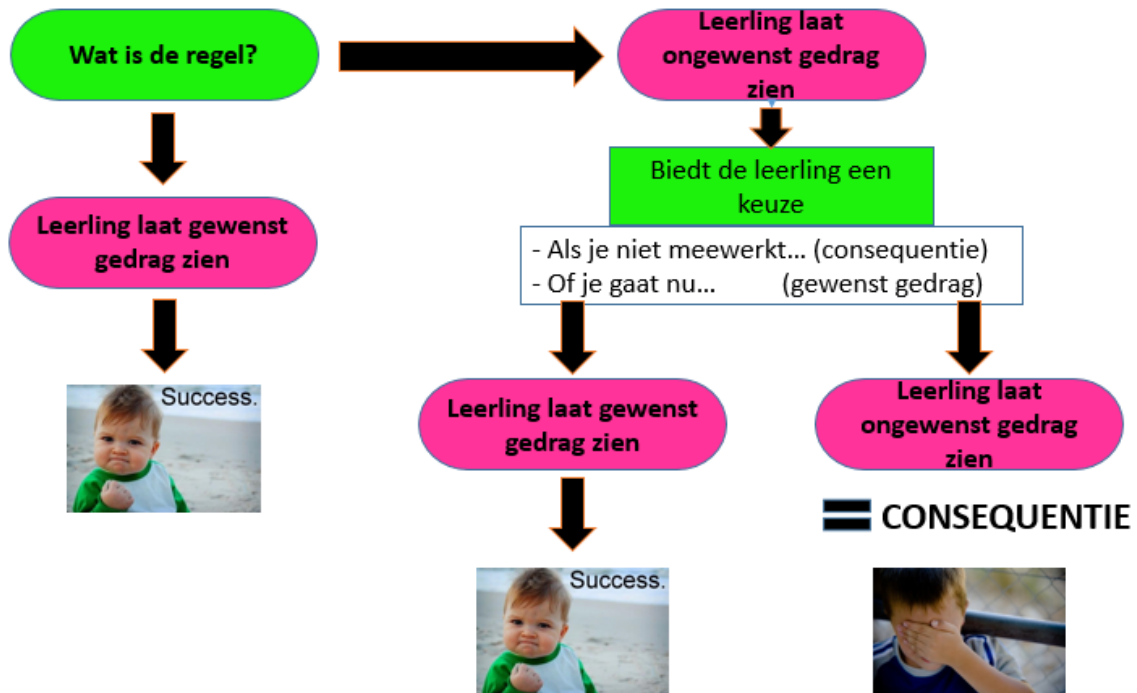 Wat is de regel?
Leerling laat
ongewenst gedrag
zien
Biedt de leerling een
keuze
- Als je niet meewerkt... (consequentie)
- Of je gaat nu... (gewenst gedrag)
Leerling laat gewenst
gedrag zien
Success.
Leerling laat gewenst
gedrag zien
Success.
Leerling laat
ongewenst gedrag
zien
= CONSEQUENTIE